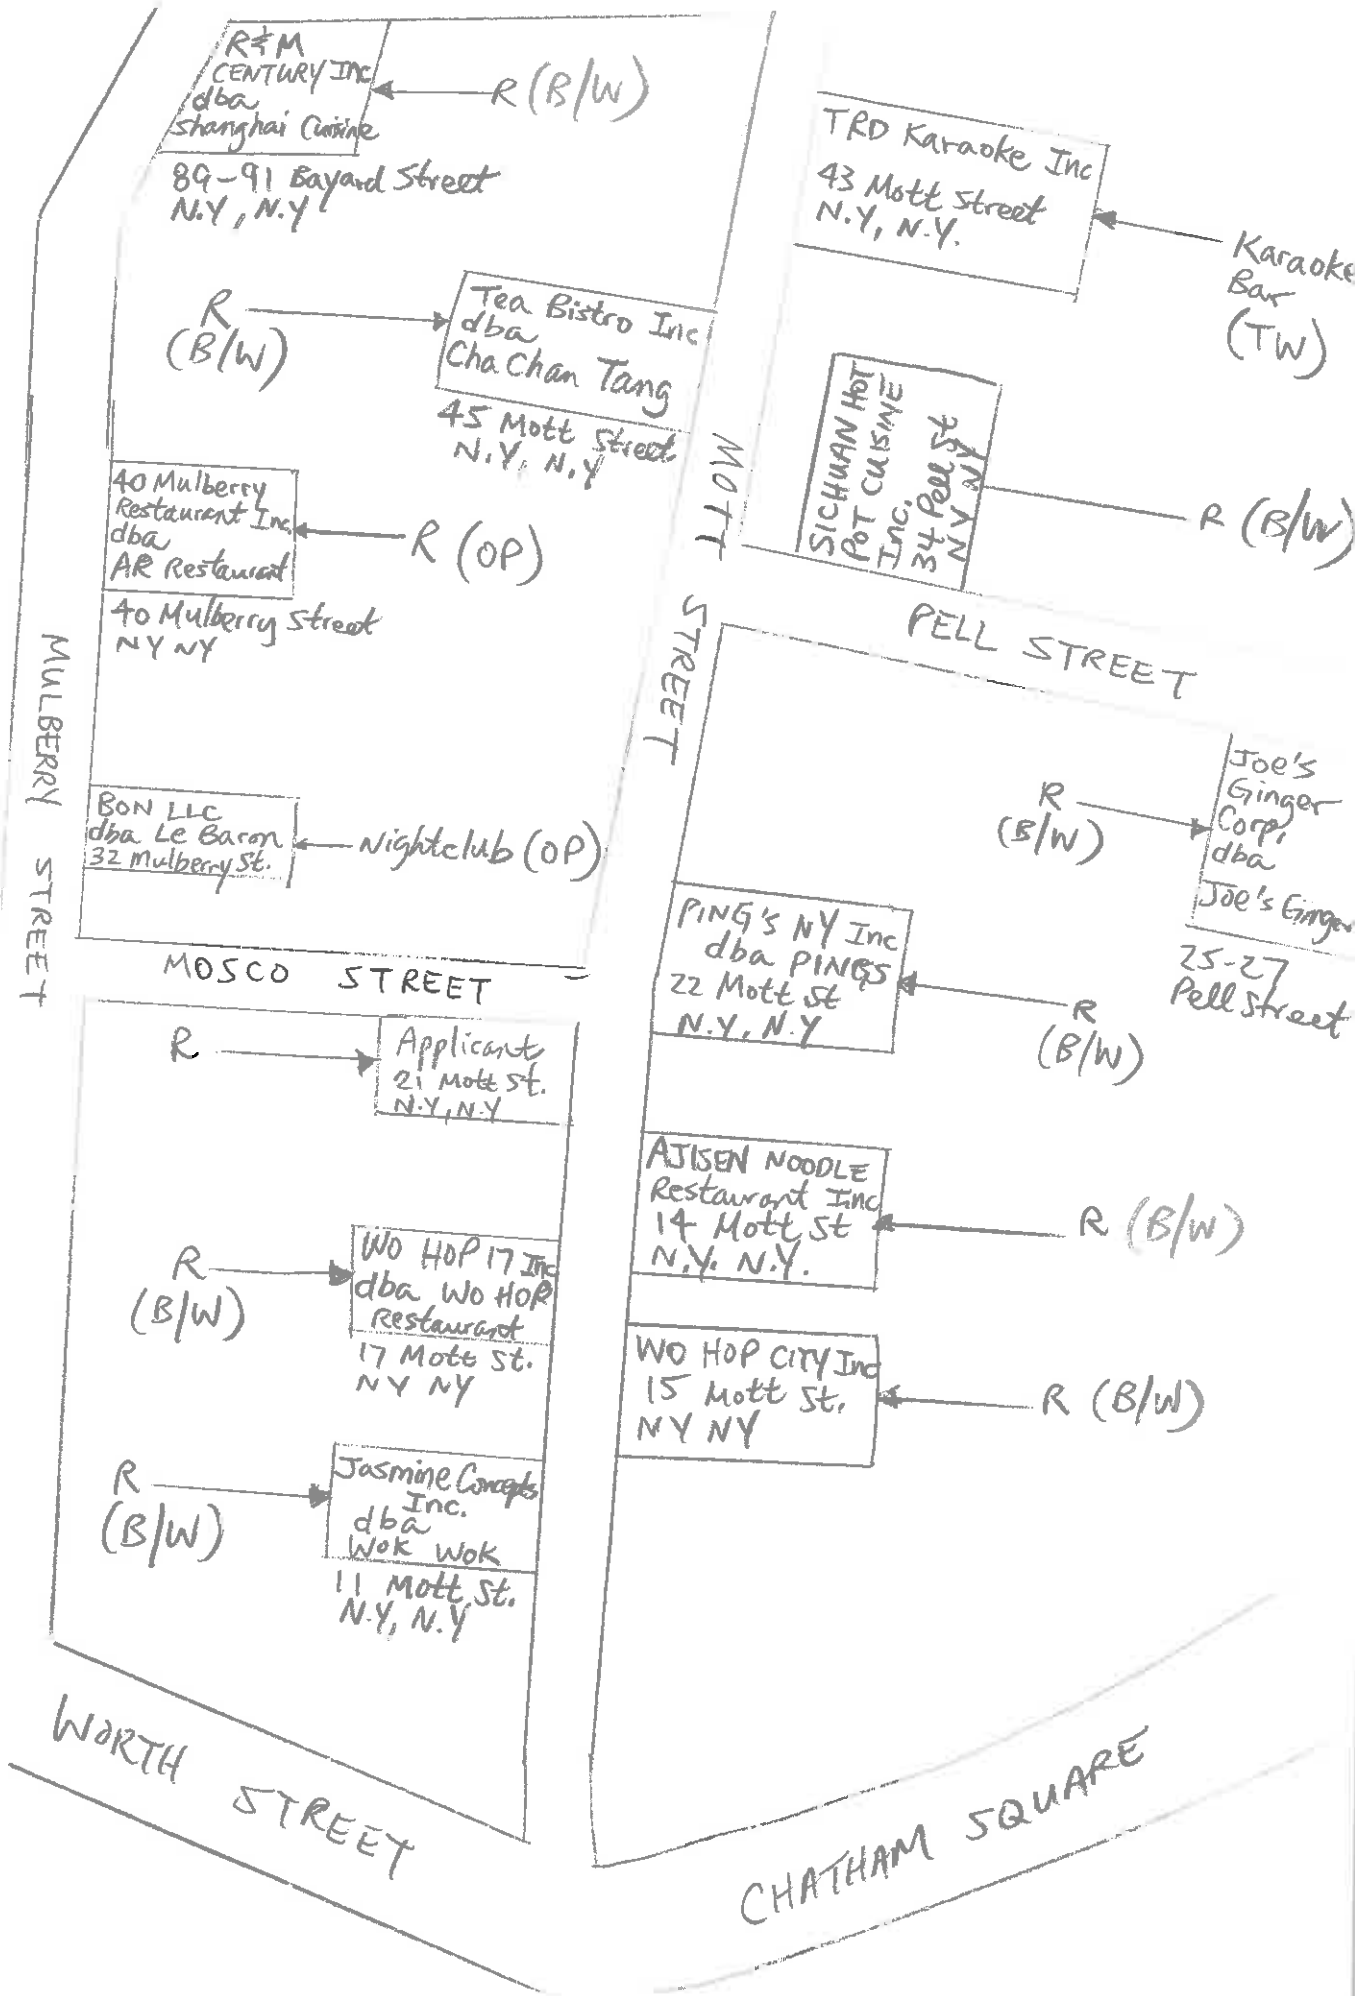 R&M
CENTURY Inc
dba
Shanghai Cuisine
R (B/W)
89-91 Bayard Street
N.Y, N.Y
TRD Karaoke Inc
43 Mott Street
N.Y, N.Y.
Karaoke
Bar
(TW)
R
(B/W)
Tea Bistro Inc
dba
Cha Chan Tang
45 Mott Street
N.Y, N.Y
SICHUAN HOT
POT CUISINE
Inc.
34 Pell St
NY NY
R (B/W)
MOTT STREET
40 Mulberry
Restaurant Inc.
dba
AR Restaurant
R (OP)
40 Mulberry Street
NY NY
PELL STREET
MULBERRY STREET
BON LLC
dba Le Baron
32 Mulberry St.
Nightclub (OP)
R
(B/W)
Joe's
Ginger
Corp.
dba
Joe's Ginger
25-27
Pell Street
PING's NY Inc
dba PINGS
22 Mott St
N.Y, N.Y
R
(B/W)
MOSCO STREET
R
Applicant
21 Mott St.
N.Y, N.Y
AJISEN NOODLE
Restaurant Inc
14 Mott St
N.Y. N.Y.
R (B/W)
R
(B/W)
WO HOP 17 Inc
dba WO HOP
Restaurant
17 Mott St.
NY NY
WO HOP CITY Inc
15 Mott St.
NY NY
R (B/W)
R
(B/W)
Jasmine Concepts
Inc.
dba
Wok Wok
11 Mott St.
N.Y, N.Y
WORTH STREET
CHATHAM SQUARE